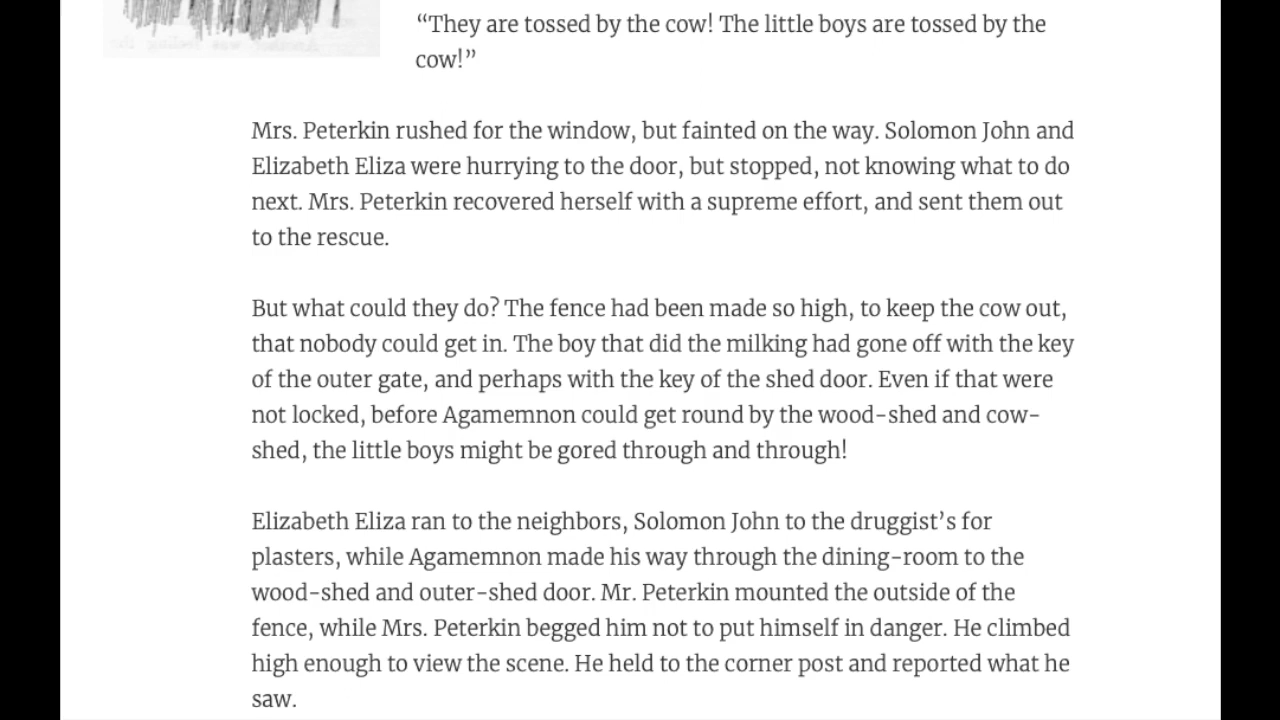 “They are tossed by the cow! The little boys are tossed by the
cow!”
Mrs. Peterkin rushed for the window, but fainted on the way. Solomon John and
Elizabeth Eliza were hurrying to the door, but stopped, not knowing what to do
next. Mrs. Peterkin recovered herself with a supreme effort, and sent them out
to the rescue.
But what could they do? The fence had been made so high, to keep the cow out,
that nobody could get in. The boy that did the milking had gone off with the key
of the outer gate, and perhaps with the key of the shed door. Even if that were
not locked, before Agamemnon could get round by the wood-shed and cow-
shed, the little boys might be gored through and through!
Elizabeth Eliza ran to the neighbors, Solomon John to the druggist’s for
plasters, while Agamemnon made his way through the dining-room to the
wood-shed and outer-shed door. Mr. Peterkin mounted the outside of the
fence, while Mrs. Peterkin begged him not to put himself in danger. He climbed
high enough to view the scene. He held to the corner post and reported what he
saw.